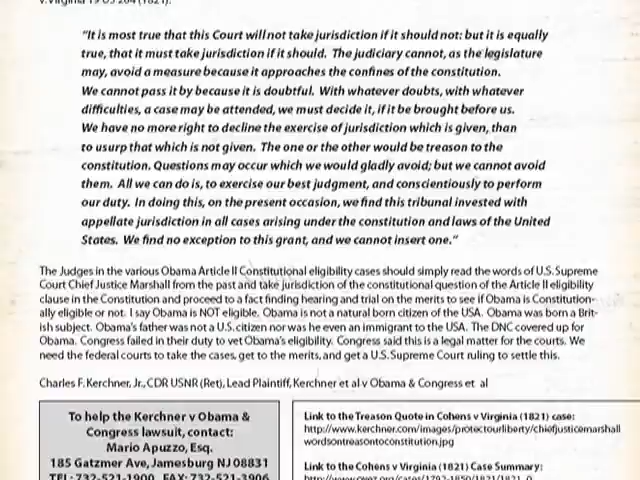 v. Virginia 19 US 264 (1821).
"It is most true that this Court will not take jurisdiction if it should not: but it is equally
true, that it must take jurisdiction if it should. The judiciary cannot, as the legislature
may, avoid a measure because it approaches the confines of the constitution.
We cannot pass it by because it is doubtful. With whatever doubts, with whatever
difficulties, a case may be attended, we must decide it, if it be brought before us.
We have no more right to decline the exercise of jurisdiction which is given, than
to usurp that which is not given. The one or the other would be treason to the
constitution. Questions may occur which we would gladly avoid; but we cannot avoid
them. All we can do is, to exercise our best judgment, and conscientiously to perform
our duty. In doing this, on the present occasion, we find this tribunal invested with
appellate jurisdiction in all cases arising under the constitution and laws of the United
States. We find no exception to this grant, and we cannot insert one."
The Judges in the various Obama Article II Constitutional eligibility cases should simply read the words of U.S. Supreme
Court Chief Justice Marshall from the past and take jurisdiction of the constitutional question of the Article II eligibility
clause in the Constitution and proceed to a fact finding hearing and trial on the merits to see if Obama is Constitution-
ally eligible or not. I say Obama is NOT eligible. Obama is not a natural born citizen of the USA. Obama was born a Brit-
ish subject. Obama's father was not a U.S. citizen nor was he even an immigrant to the USA. The DNC covered up for
Obama. Congress failed in their duty to vet Obama's eligibility. Congress said this is a legal matter for the courts. We
need the federal courts to take the cases, get to the merits, and get a U.S. Supreme Court ruling to settle this.
Charles F. Kerchner, Jr., CDR USNR (Ret), Lead Plaintiff, Kerchner et al v Obama & Congress et al
To help the Kerchner v Obama &
Congress lawsuit, contact:
Mario Apuzzo, Esq.
185 Gatzmer Ave, Jamesburg NJ 08831
TEL: 732-521-1900 FAX: 732-521-3906
Link to the Treason Quote in Cohens v Virginia (1821) case:
http://www.kerchner.com/images/protectourliberty/chiefjusticemarshall
wordsontreasontoconstitution.jpg
Link to the Cohens v Virginia (1821) Case Summary: